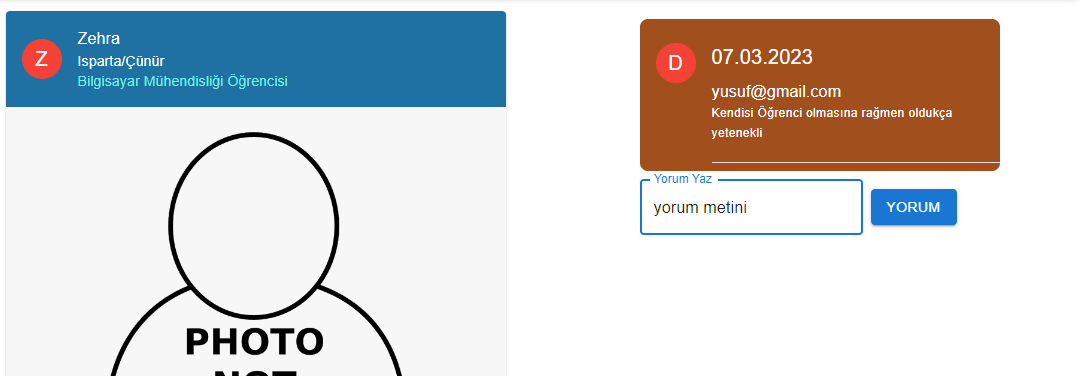 Z
Zehra
Isparta/Çünür
Bilgisayar Mühendisliği Öğrencisi
PHOTO
NOT
D
07.03.2023
yusuf@gmail.com
Kendisi Öğrenci olmasına rağmen oldukça
yetenekli
Yorum Yaz
yorum metini
YORUM